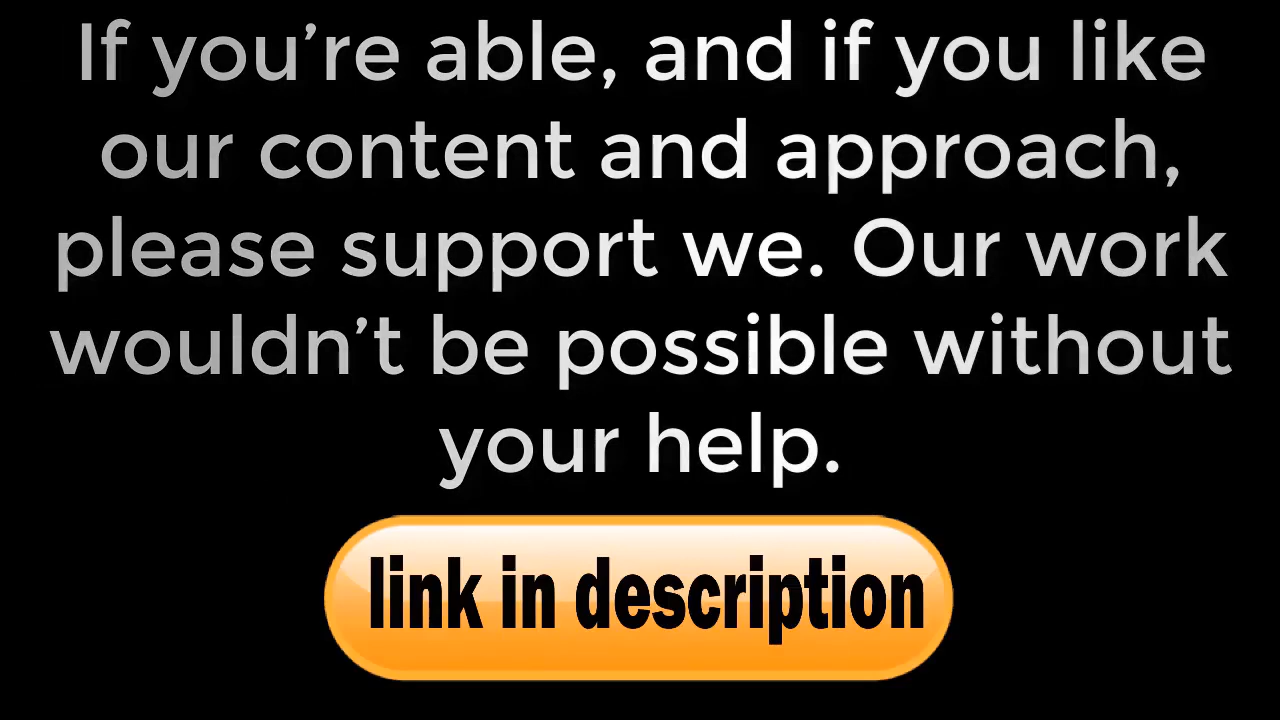 If you’re able, and if you like
our content and approach,
please support we. Our work
wouldn’t be possible without
your help.
link in description